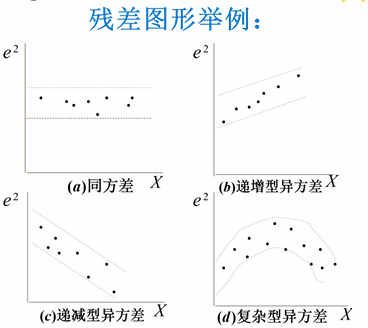 残差图形举例：
e²
X
(a)同方差
e²
X
(b)递增型异方差
e²
X
(c)递减型异方差
e²
X
(d)复杂型异方差